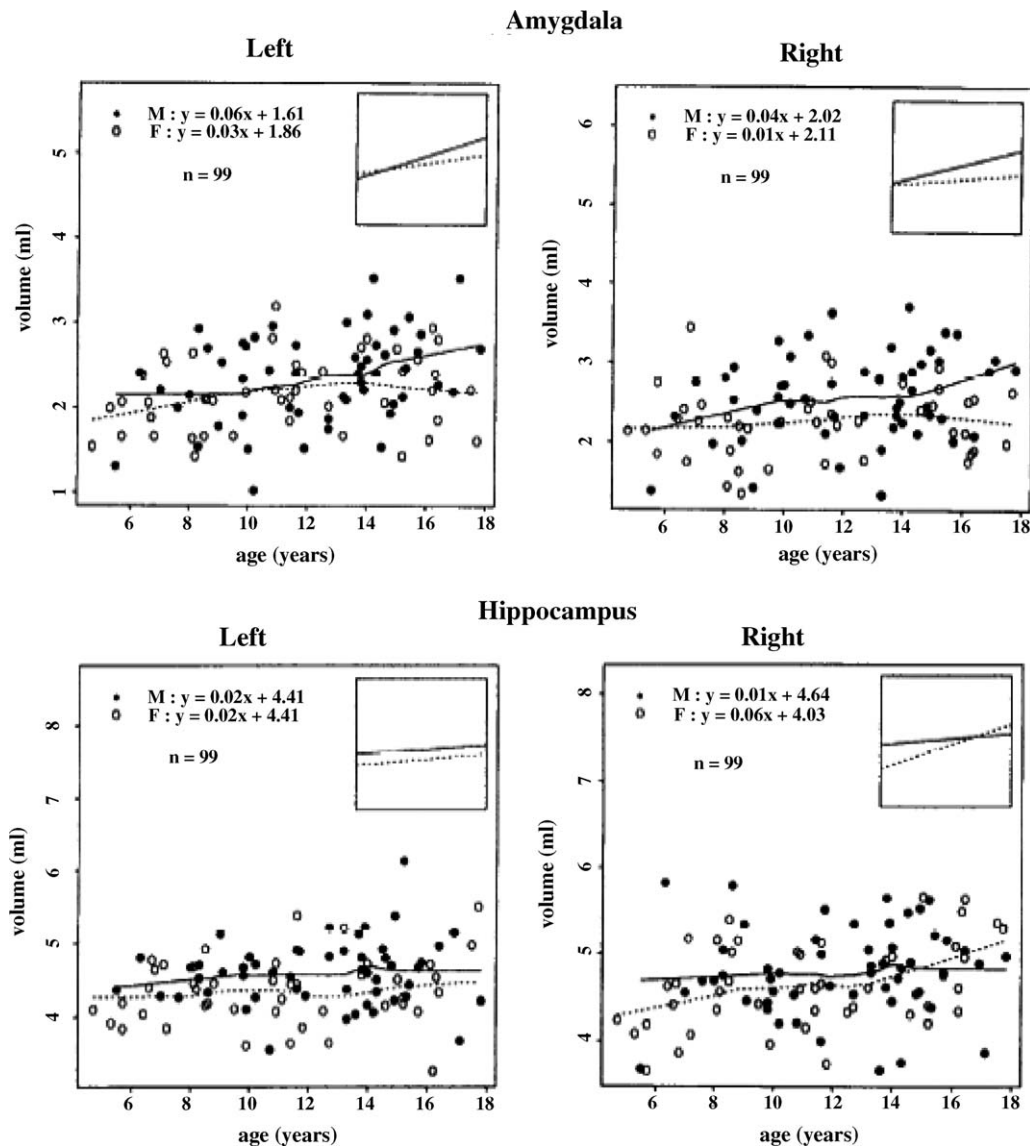 Amygdala
Left
Right
M : y = 0.06x + 1.61
F : y = 0.03x + 1.86
n = 99
volume (ml)
5
4
3
2
1
6 8 10 12 14 16 18
age (years)
M : y = 0.04x + 2.02
F : y = 0.01x + 2.11
n = 99
volume (ml)
6
5
4
3
2
6 8 10 12 14 16 18
age (years)
Hippocampus
Left
Right
M : y = 0.02x + 4.41
F : y = 0.02x + 4.41
n = 99
volume (ml)
8
7
6
5
4
6 8 10 12 14 16 18
age (years)
M : y = 0.01x + 4.64
F : y = 0.06x + 4.03
n = 99
volume (ml)
8
7
6
5
4
6 8 10 12 14 16 18
age (years)